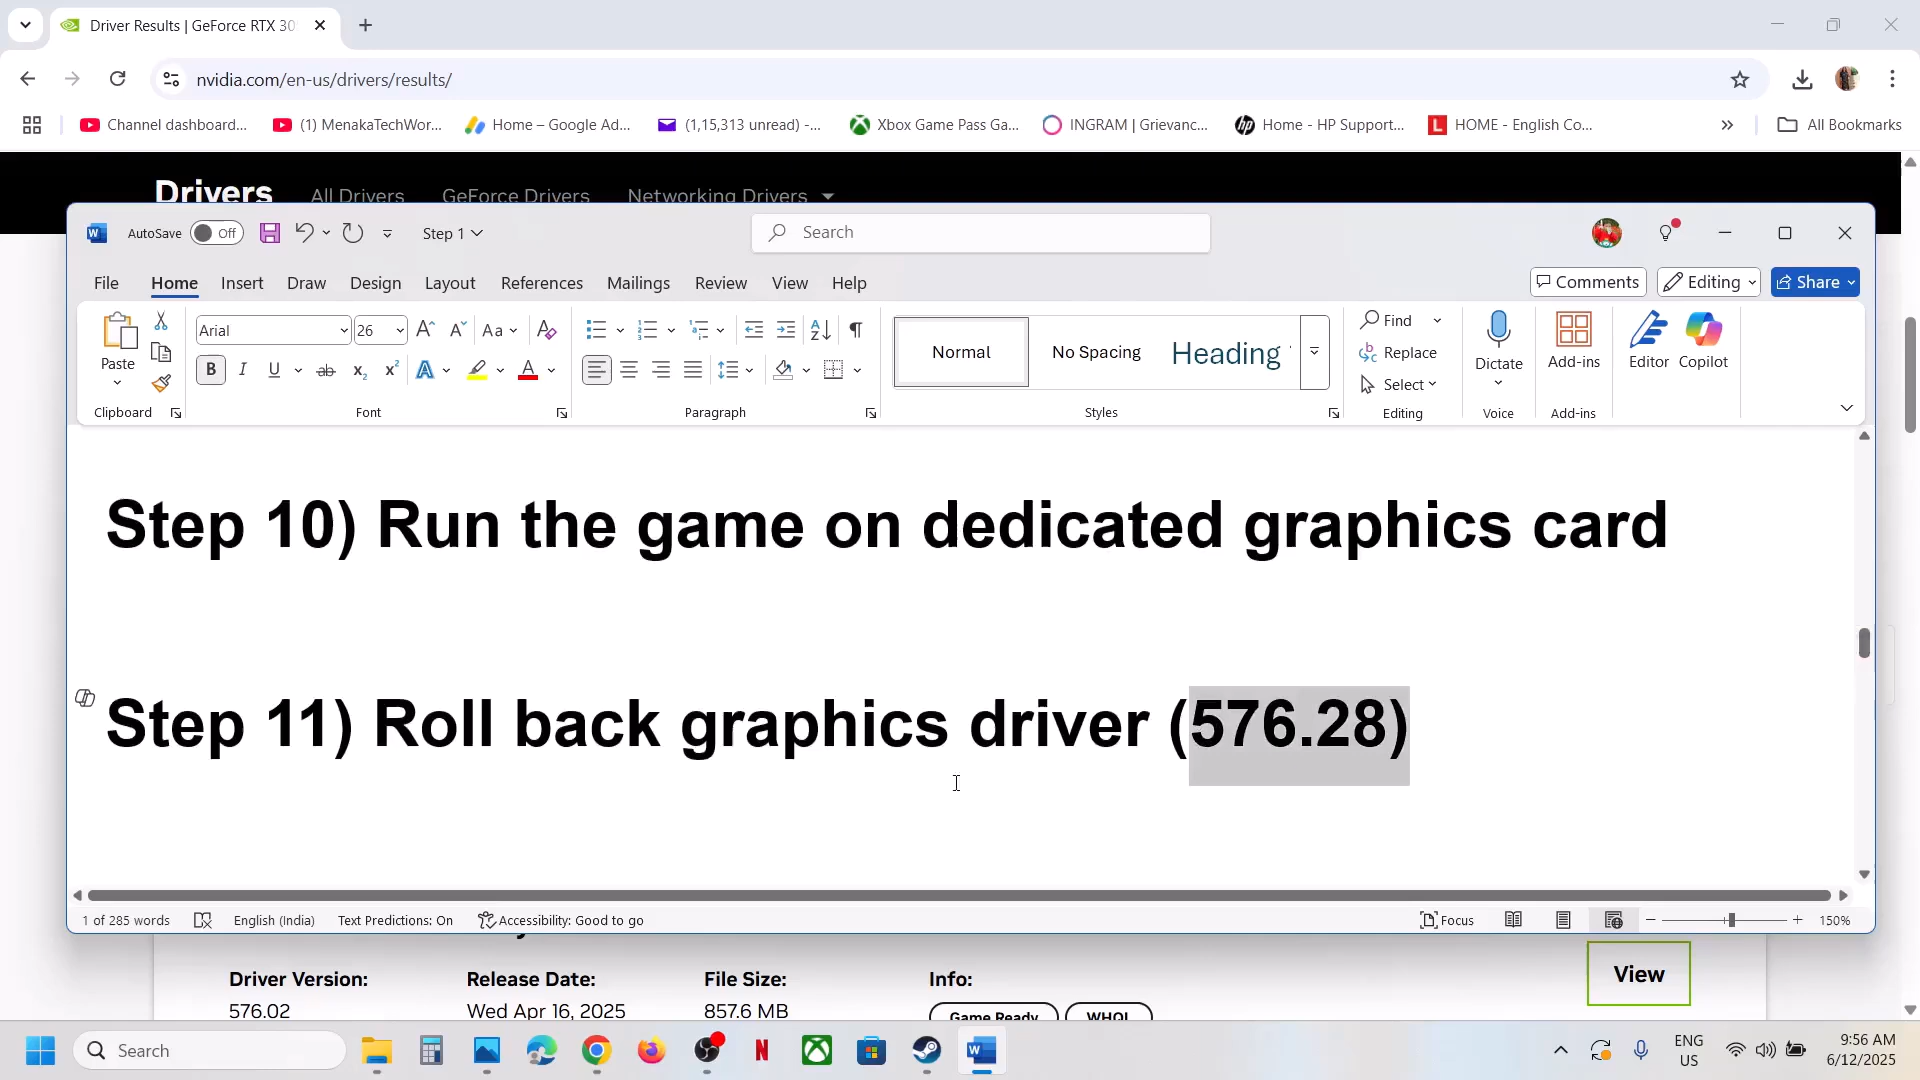 Driver Results | GeForce RTX 30
nvidia.com/en-us/drivers/results/
Channel dashboard...
(1) MenakaTechWor...
Home – Google Ad...
(1,15,313 unread) -...
Xbox Game Pass Ga...
INGRAM | Grievanc...
Home - HP Support...
HOME - English Co...
All Bookmarks
Drivers All Drivers GeForce Drivers Networking Drivers
AutoSave Off
Step 1
Search
File Home Insert Draw Design Layout References Mailings Review View Help
Comments Editing Share
Paste
Clipboard
Arial 26
Font
Paragraph
Normal No Spacing Heading
Styles
Find
Replace
Select
Editing
Dictate
Voice
Add-ins
Add-ins
Editor Copilot
Step 10) Run the game on dedicated graphics card
Step 11) Roll back graphics driver (576.28)
1 of 285 words English (India) Text Predictions: On Accessibility: Good to go Focus 150%
Driver Version: Release Date: File Size: Info:
576.02 Wed Apr 16, 2025 857.6 MB Game Ready WHQL
View
Search
ENG
US
9:56 AM
6/12/2025